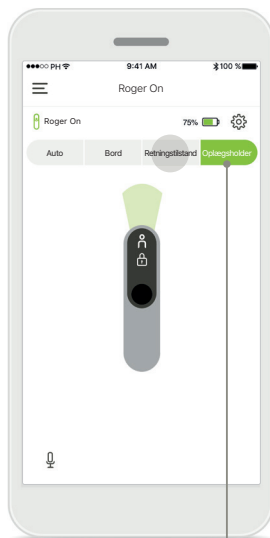 PH 9:41 AM 100 %
Roger On
Roger On 75%
Auto Bord Retningstilstand Oplægsholder